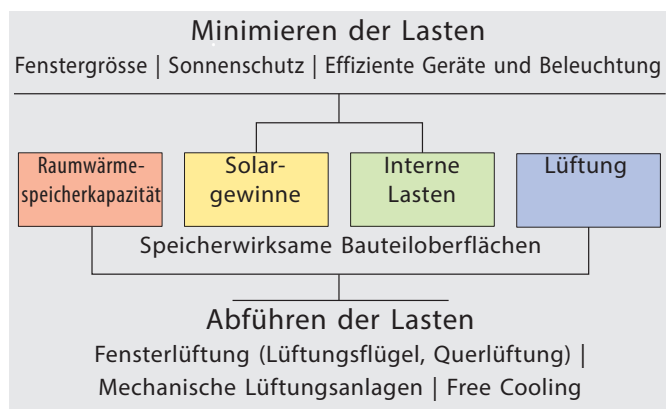 Minimieren der Lasten
Fenstergrösse | Sonnenschutz | Effiziente Geräte und Beleuchtung
Raumwärme-
speicherkapazität
Solar-
gewinne
Interne
Lasten
Lüftung
Speicherwirksame Bauteiloberflächen
Abführen der Lasten
Fensterlüftung (Lüftungsflügel, Querlüftung) |
Mechanische Lüftungsanlagen | Free Cooling